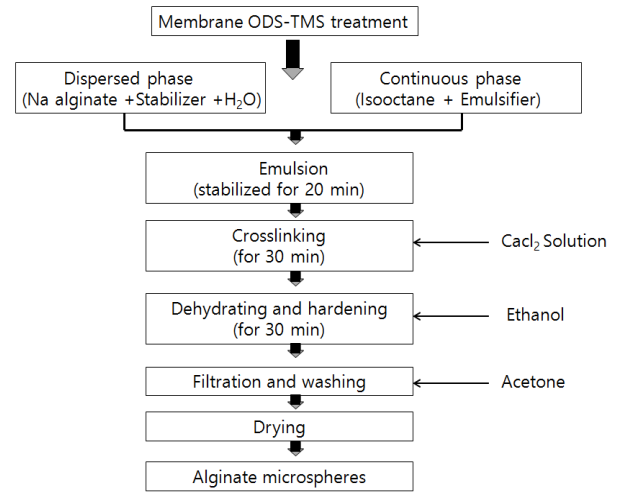 Membrane ODS-TMS treatment
Dispersed phase
(Na alginate +Stabilizer +H₂O)
Continuous phase
(Isooctane + Emulsifier)
Emulsion
(stabilized for 20 min)
Crosslinking
(for 30 min)
Cacl₂ Solution
Dehydrating and hardening
(for 30 min)
Ethanol
Filtration and washing
Acetone
Drying
Alginate microspheres